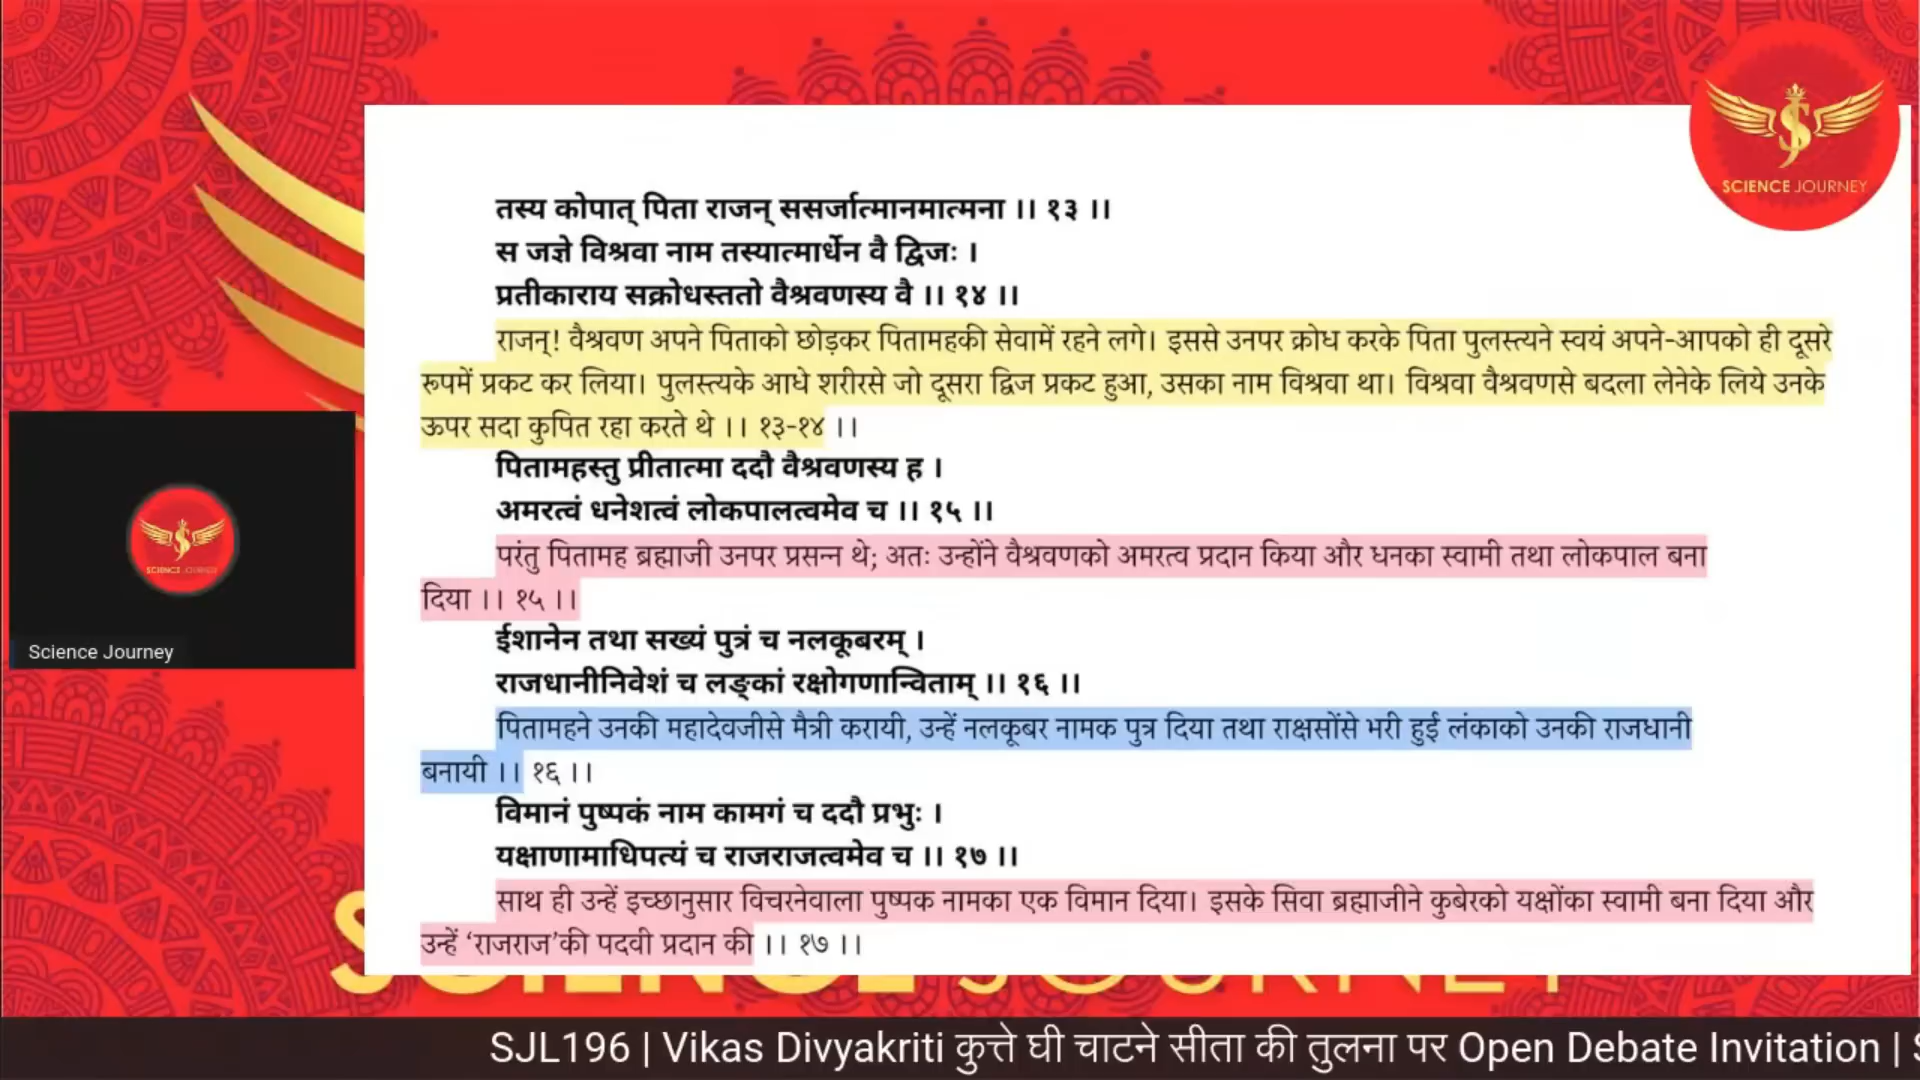 तस्य कोपात् पिता राजन् ससर्जात्मानमात्मना ।। १३ ।।
स जज्ञे विश्रवा नाम तस्यात्मार्धेन वै द्विजः ।
प्रतीकाराय सक्रोधस्ततो वैश्रवणस्य वै ।। १४ ।।
राजन्! वैश्रवण अपने पिताको छोड़कर पितामहकी सेवामें रहने लगे। इससे उनपर क्रोध करके पिता पुलस्त्यने स्वयं अपने-आपको ही दूसरे
रूपमें प्रकट कर लिया। पुलस्त्यके आधे शरीरसे जो दूसरा द्विज प्रकट हुआ, उसका नाम विश्रवा था। विश्रवा वैश्रवणसे बदला लेनेके लिये उनके
ऊपर सदा कुपित रहा करते थे ।। १३-१४ ।।
पितामहस्तु प्रीतात्मा ददौ वैश्रवणस्य ह ।
अमरत्वं धनेशत्वं लोकपालत्वमेव च ।। १५ ।।
परंतु पितामह ब्रह्माजी उनपर प्रसन्न थे; अतः उन्होंने वैश्रवणको अमरत्व प्रदान किया और धनका स्वामी तथा लोकपाल बना
दिया ।। १५ ।।
ईशानेन तथा सख्यं पुत्रं च नलकूबरम् ।
राजधानीनिवेशं च लङ्कां रक्षोगणान्विताम् ।। १६ ।।
पितामहने उनकी महादेवजीसे मैत्री करायी, उन्हें नलकूबर नामक पुत्र दिया तथा राक्षसोंसे भरी हुई लंकाको उनकी राजधानी
बनायी ।। १६ ।।
विमानं पुष्पकं नाम कामगं च ददौ प्रभुः ।
यक्षाणामाधिपत्यं च राजराजत्वमेव च ।। १७ ।।
साथ ही उन्हें इच्छानुसार विचरनेवाला पुष्पक नामका एक विमान दिया। इसके सिवा ब्रह्माजीने कुबेरको यक्षोंका स्वामी बना दिया और
उन्हें ‘राजराज’की पदवी प्रदान की ।। १७ ।।
SCIENCE JOURNEY
SCIENCE JOURNEY
Science Journey
SCIENCE JOURNEY
SJL196 | Vikas Divyakriti कुत्ते घी चाटने सीता की तुलना पर Open Debate Invitation |